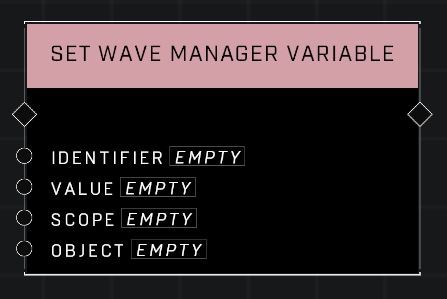 SET WAVE MANAGER VARIABLE
IDENTIFIER EMPTY
VALUE EMPTY
SCOPE EMPTY
OBJECT EMPTY